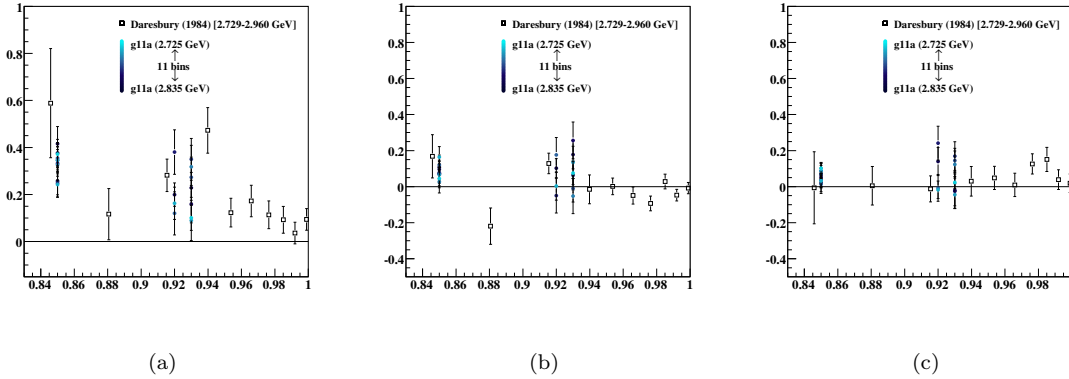 Daresbury (1984) [2.729-2.960 GeV]
g11a (2.725 GeV)
11 bins
g11a (2.835 GeV)
1
0.8
0.6
0.4
0.2
0
0.84 0.86 0.88 0.9 0.92 0.94 0.96 0.98 1
(a)
Daresbury (1984) [2.729-2.960 GeV]
g11a (2.725 GeV)
11 bins
g11a (2.835 GeV)
1
0.8
0.6
0.4
0.2
0
-0.2
-0.4
0.84 0.86 0.88 0.9 0.92 0.94 0.96 0.98 1
(b)
Daresbury (1984) [2.729-2.960 GeV]
g11a (2.725 GeV)
11 bins
g11a (2.835 GeV)
1
0.8
0.6
0.4
0.2
0
-0.2
-0.4
0.84 0.86 0.88 0.9 0.92 0.94 0.96 0.98
(c)